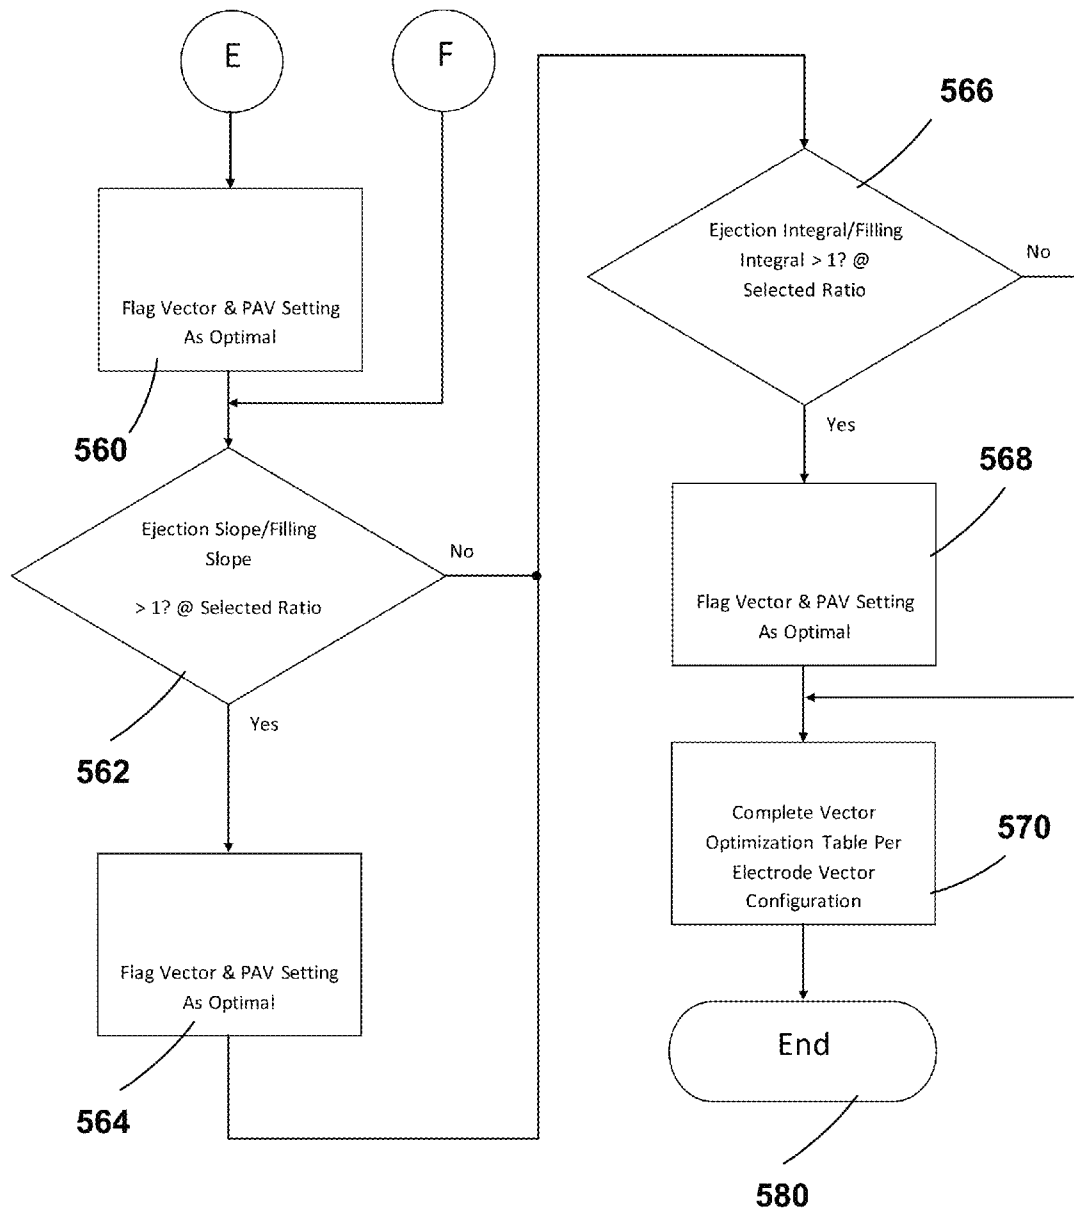 E
F
Flag Vector & PAV Setting
As Optimal
560
Ejection Slope/Filling
Slope
> 1? @ Selected Ratio
No
Yes
562
Flag Vector & PAV Setting
As Optimal
564
566
Ejection Integral/Filling
Integral > 1? @
Selected Ratio
No
Yes
568
Flag Vector & PAV Setting
As Optimal
Complete Vector
Optimization Table Per
Electrode Vector
Configuration
570
End
580